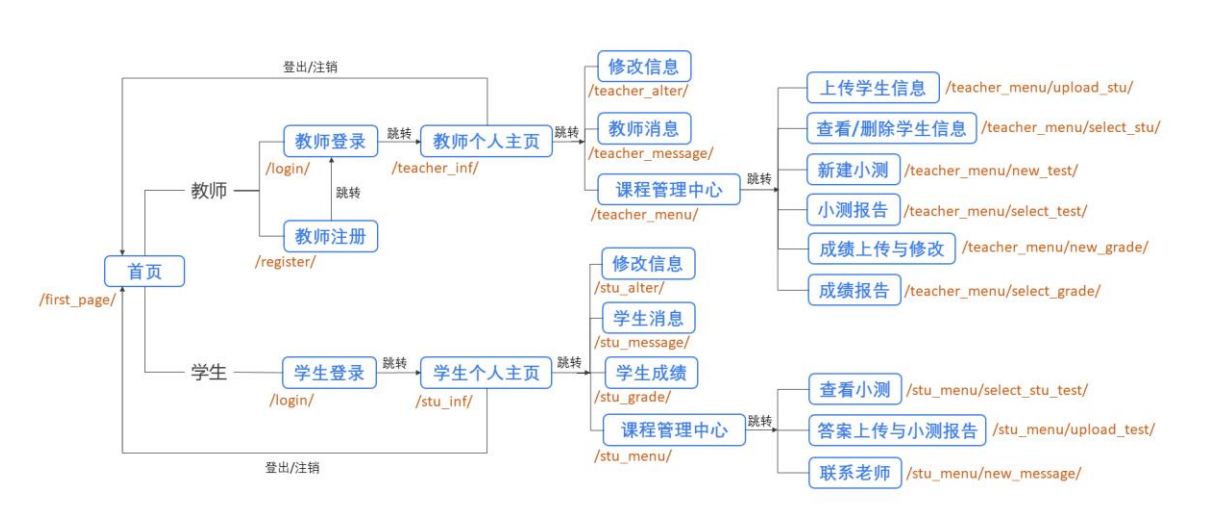 登出/注销
修改信息
/teacher_alter/
上传学生信息
/teacher_menu/upload_stu/
教师登录
/login/
跳转
教师个人主页
/teacher_inf/
跳转
教师消息
/teacher_message/
查看/删除学生信息
/teacher_menu/select_stu/
教师
跳转
课程管理中心
/teacher_menu/
跳转
新建小测
/teacher_menu/new_test/
小测报告
/teacher_menu/select_test/
教师注册
/register/
成绩上传与修改
/teacher_menu/new_grade/
首页
/first_page/
修改信息
/stu_alter/
成绩报告
/teacher_menu/select_grade/
学生消息
/stu_message/
学生
学生登录
/login/
跳转
学生个人主页
/stu_inf/
跳转
学生成绩
/stu_grade/
查看小测
/stu_menu/select_stu_test/
课程管理中心
/stu_menu/
跳转
答案上传与小测报告
/stu_menu/upload_test/
登出/注销
联系老师
/stu_menu/new_message/